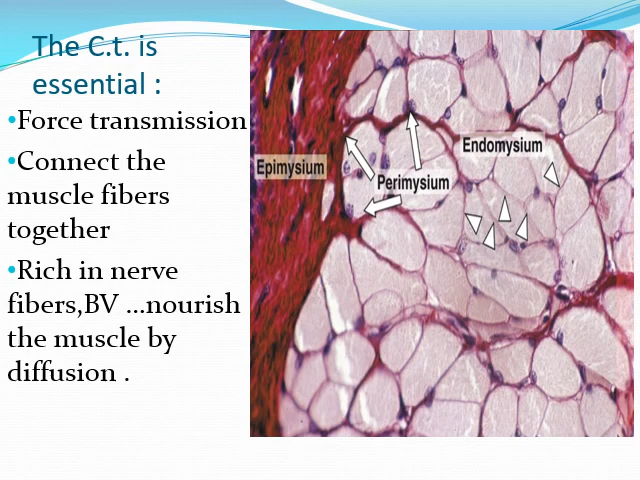 The C.t. is
essential :
•Force transmission
•Connect the
muscle fibers
together
•Rich in nerve
fibers,BV ...nourish
the muscle by
diffusion .
Epimysium
Perimysium
Endomysium